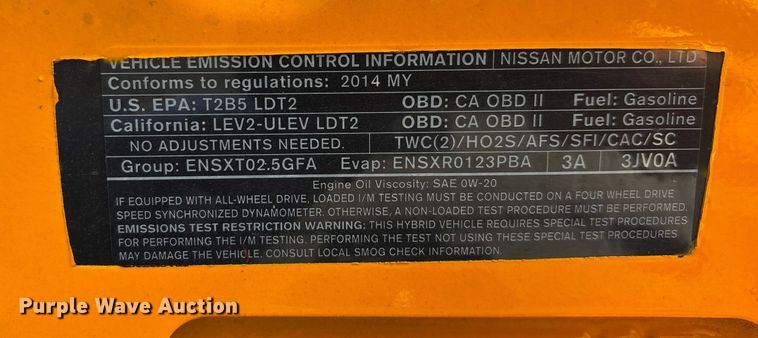 VEHICLE EMISSION CONTROL INFORMATION NISSAN MOTOR CO., LTD
Conforms to regulations: 2014 MY
U.S. EPA: T2B5 LDT2 OBD: CA OBD II Fuel: Gasoline
California: LEV2-ULEV LDT2 OBD: CA OBD II Fuel: Gasoline
NO ADJUSTMENTS NEEDED. TWC(2)/HO2S/AFS/SFI/CAC/SC
Group: ENSXT02.5GFA Evap: ENSXR0123PBA 3A 3JV0A
Engine Oil Viscosity: SAE 0W-20
IF EQUIPPED WITH ALL-WHEEL DRIVE, LOADED I/M TESTING MUST BE CONDUCTED ON A FOUR WHEEL DRIVE
SPEED SYNCHRONIZED DYNAMOMETER. OTHERWISE, A NON-LOADED TEST PROCEDURE MUST BE PERFORMED.
EMISSIONS TEST RESTRICTION WARNING: THIS HYBRID VEHICLE REQUIRES SPECIAL TEST PROCEDURES
FOR PERFORMING THE I/M TESTING. PERFORMING THE TEST NOT USING THESE SPECIAL TEST PROCEDURES
MAY DAMAGE THE VEHICLE. CONSULT LOCAL SMOG CHECK INFORMATION.
Purple Wave Auction